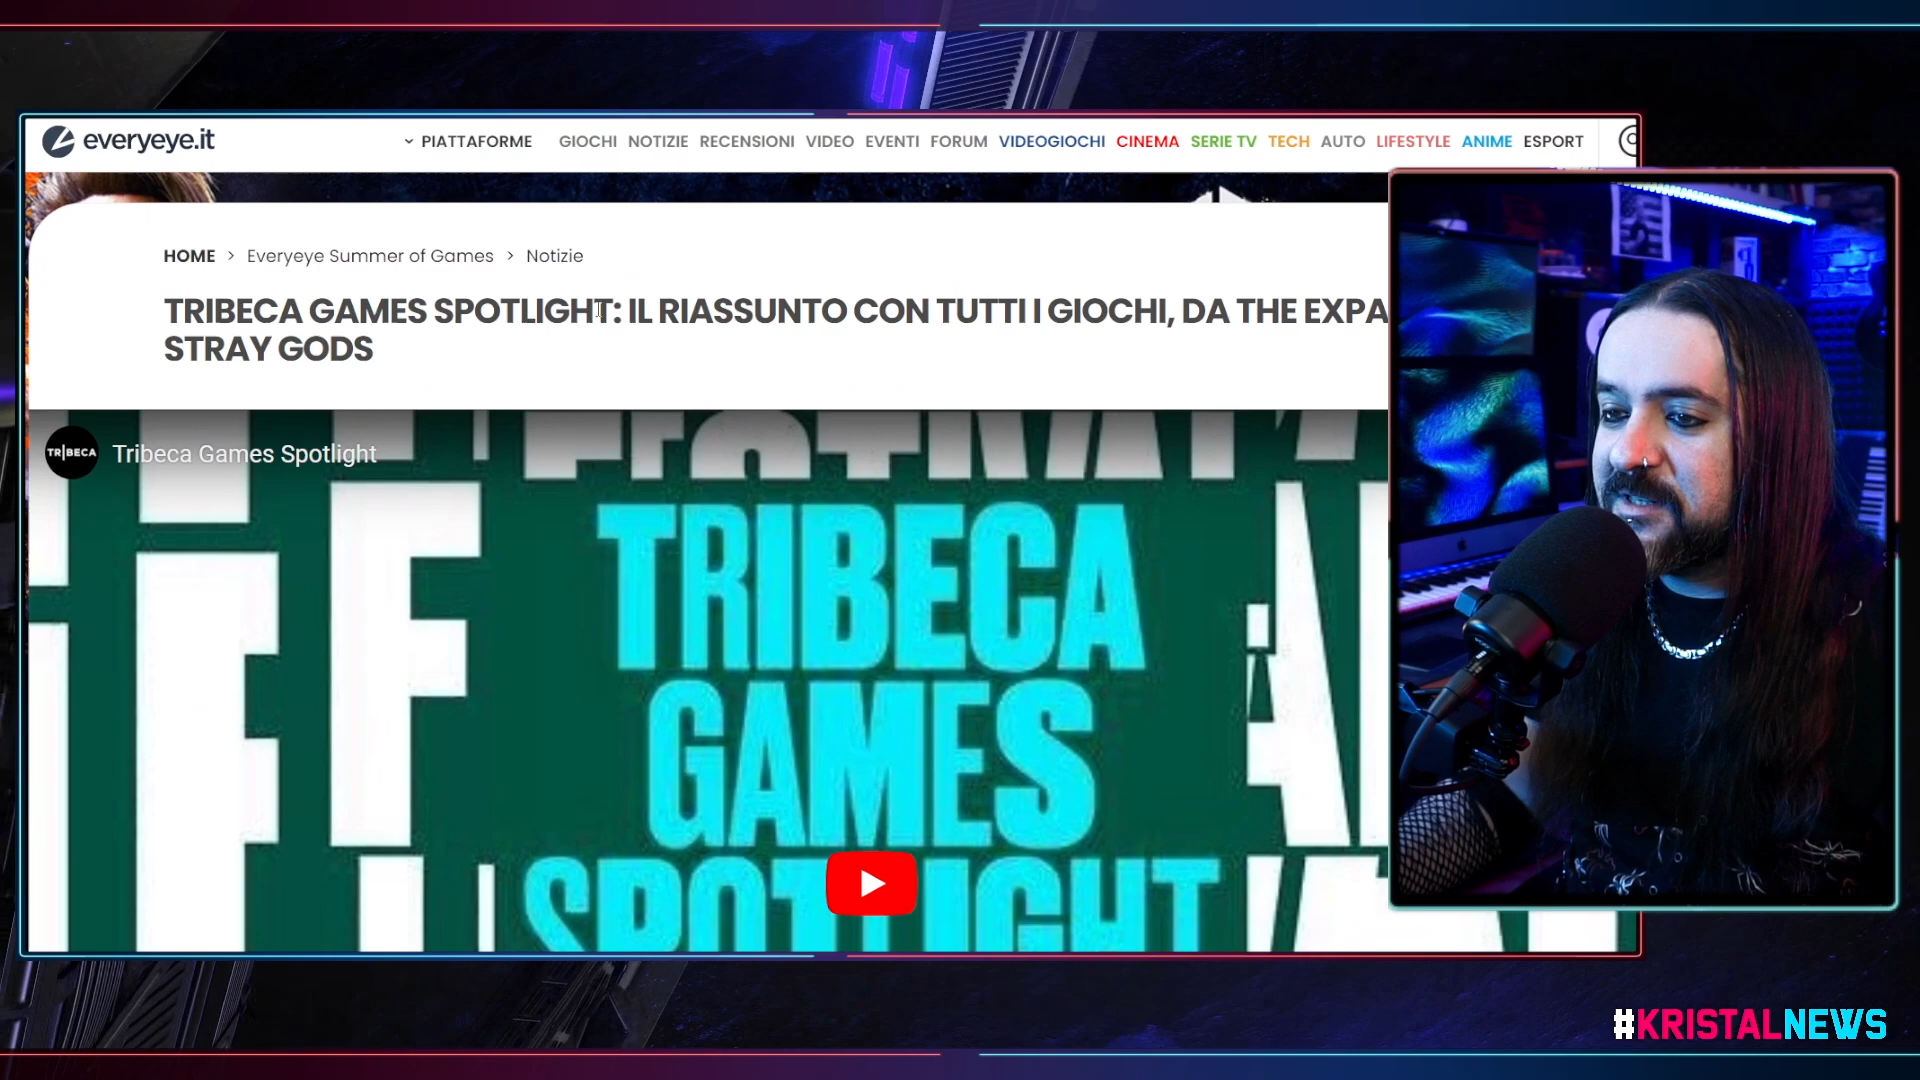 everyeye.it
PIATTAFORME GIOCHI NOTIZIE RECENSIONI VIDEO EVENTI FORUM VIDEOGIOCHI CINEMA SERIE TV TECH AUTO LIFESTYLE ANIME ESPORT
HOME > Everyeye Summer of Games > Notizie
TRIBECA GAMES SPOTLIGHT: IL RIASSUNTO CON TUTTI I GIOCHI, DA THE EXPA
STRAY GODS
TRIBECA
Tribeca Games Spotlight
TRIBECA
GAMES
SPOTLIGHT
#KRISTALNEWS